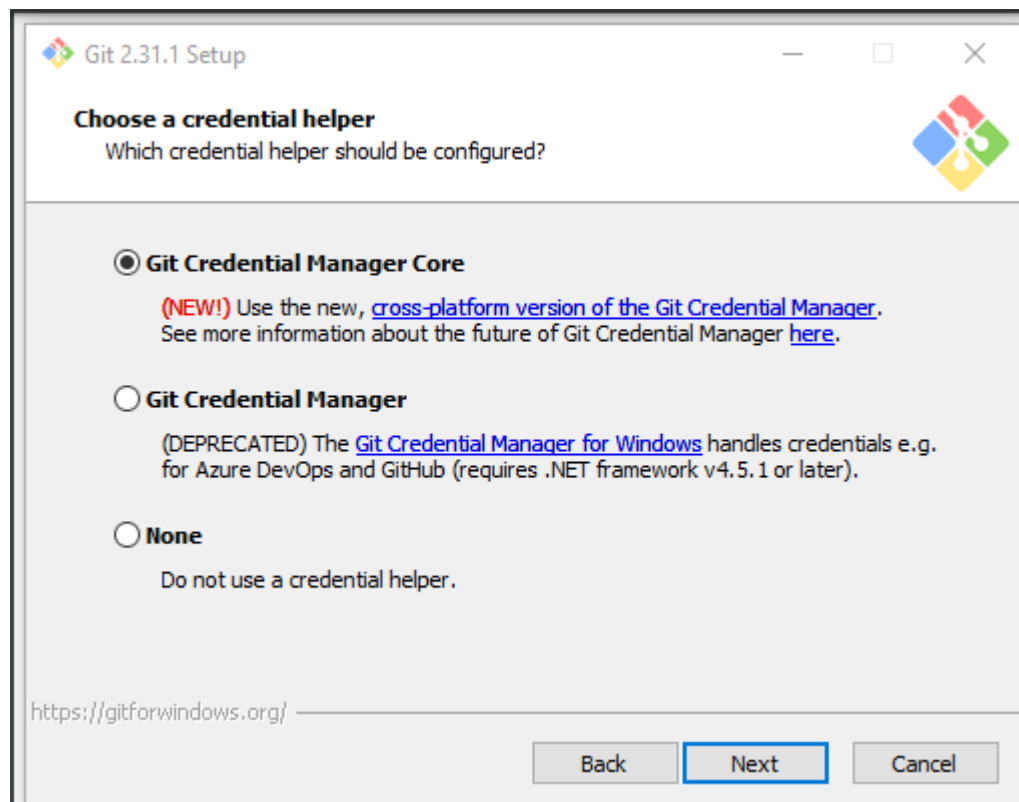 Git 2.31.1 Setup
Choose a credential helper
Which credential helper should be configured?
Git Credential Manager Core
(NEW!) Use the new, cross-platform version of the Git Credential Manager.
See more information about the future of Git Credential Manager here.
Git Credential Manager
(DEPRECATED) The Git Credential Manager for Windows handles credentials e.g.
for Azure DevOps and GitHub (requires .NET framework v4.5.1 or later).
None
Do not use a credential helper.
https://gitforwindows.org/
Back Next Cancel